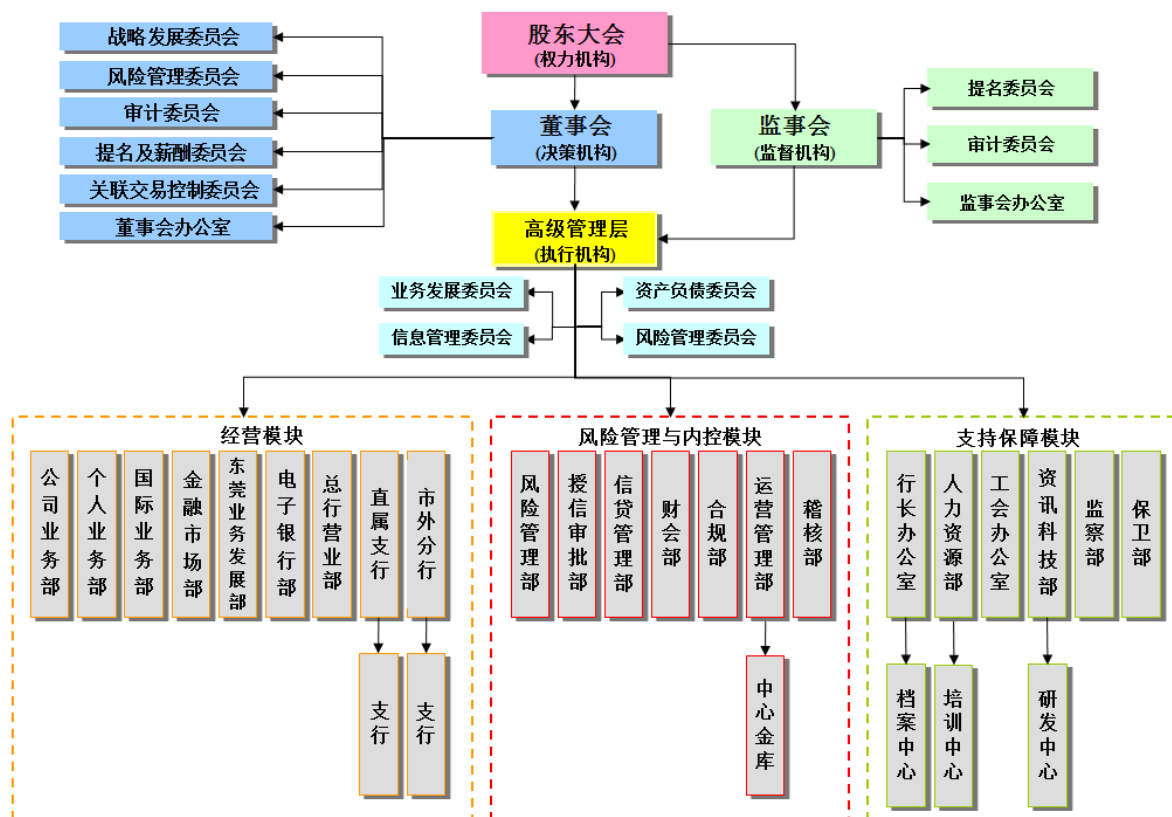 股东大会
(权力机构)
战略发展委员会
风险管理委员会
审计委员会
提名及薪酬委员会
关联交易控制委员会
董事会办公室
董事会
(决策机构)
监事会
(监督机构)
提名委员会
审计委员会
监事会办公室
高级管理层
(执行机构)
业务发展委员会
资产负债委员会
信息管理委员会
风险管理委员会
经营模块
公司业务部
个人业务部
国际业务部
金融市场部
东莞业务发展部
电子银行部
总行营业部
直属支行
市外分行
支行
支行
风险管理与内控模块
风险管理部
授信审批部
信贷管理部
财会部
合规部
运营管理部
稽核部
中心金库
支持保障模块
行长办公室
人力资源部
工会办公室
资讯科技部
监察部
保卫部
档案中心
培训中心
研发中心